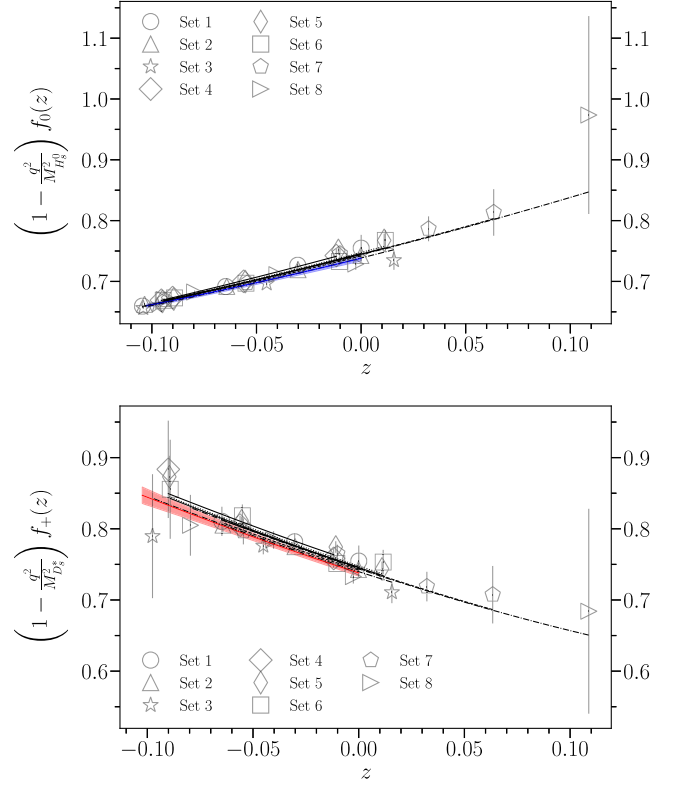 Set 1 Set 5
Set 2 Set 6
Set 3 Set 7
Set 4 Set 8
1.1 1.1
1.0 1.0
0.9 0.9
0.8 0.8
0.7 0.7
(1 − q²/M²_{H_s^0}) f₀(z)
−0.10 −0.05 0.00 0.05 0.10
z
0.9 0.9
0.8 0.8
0.7 0.7
0.6 0.6
(1 − q²/M²_{D_s^*}) f₊(z)
Set 1 Set 4 Set 7
Set 2 Set 5 Set 8
Set 3 Set 6
−0.10 −0.05 0.00 0.05 0.10
z